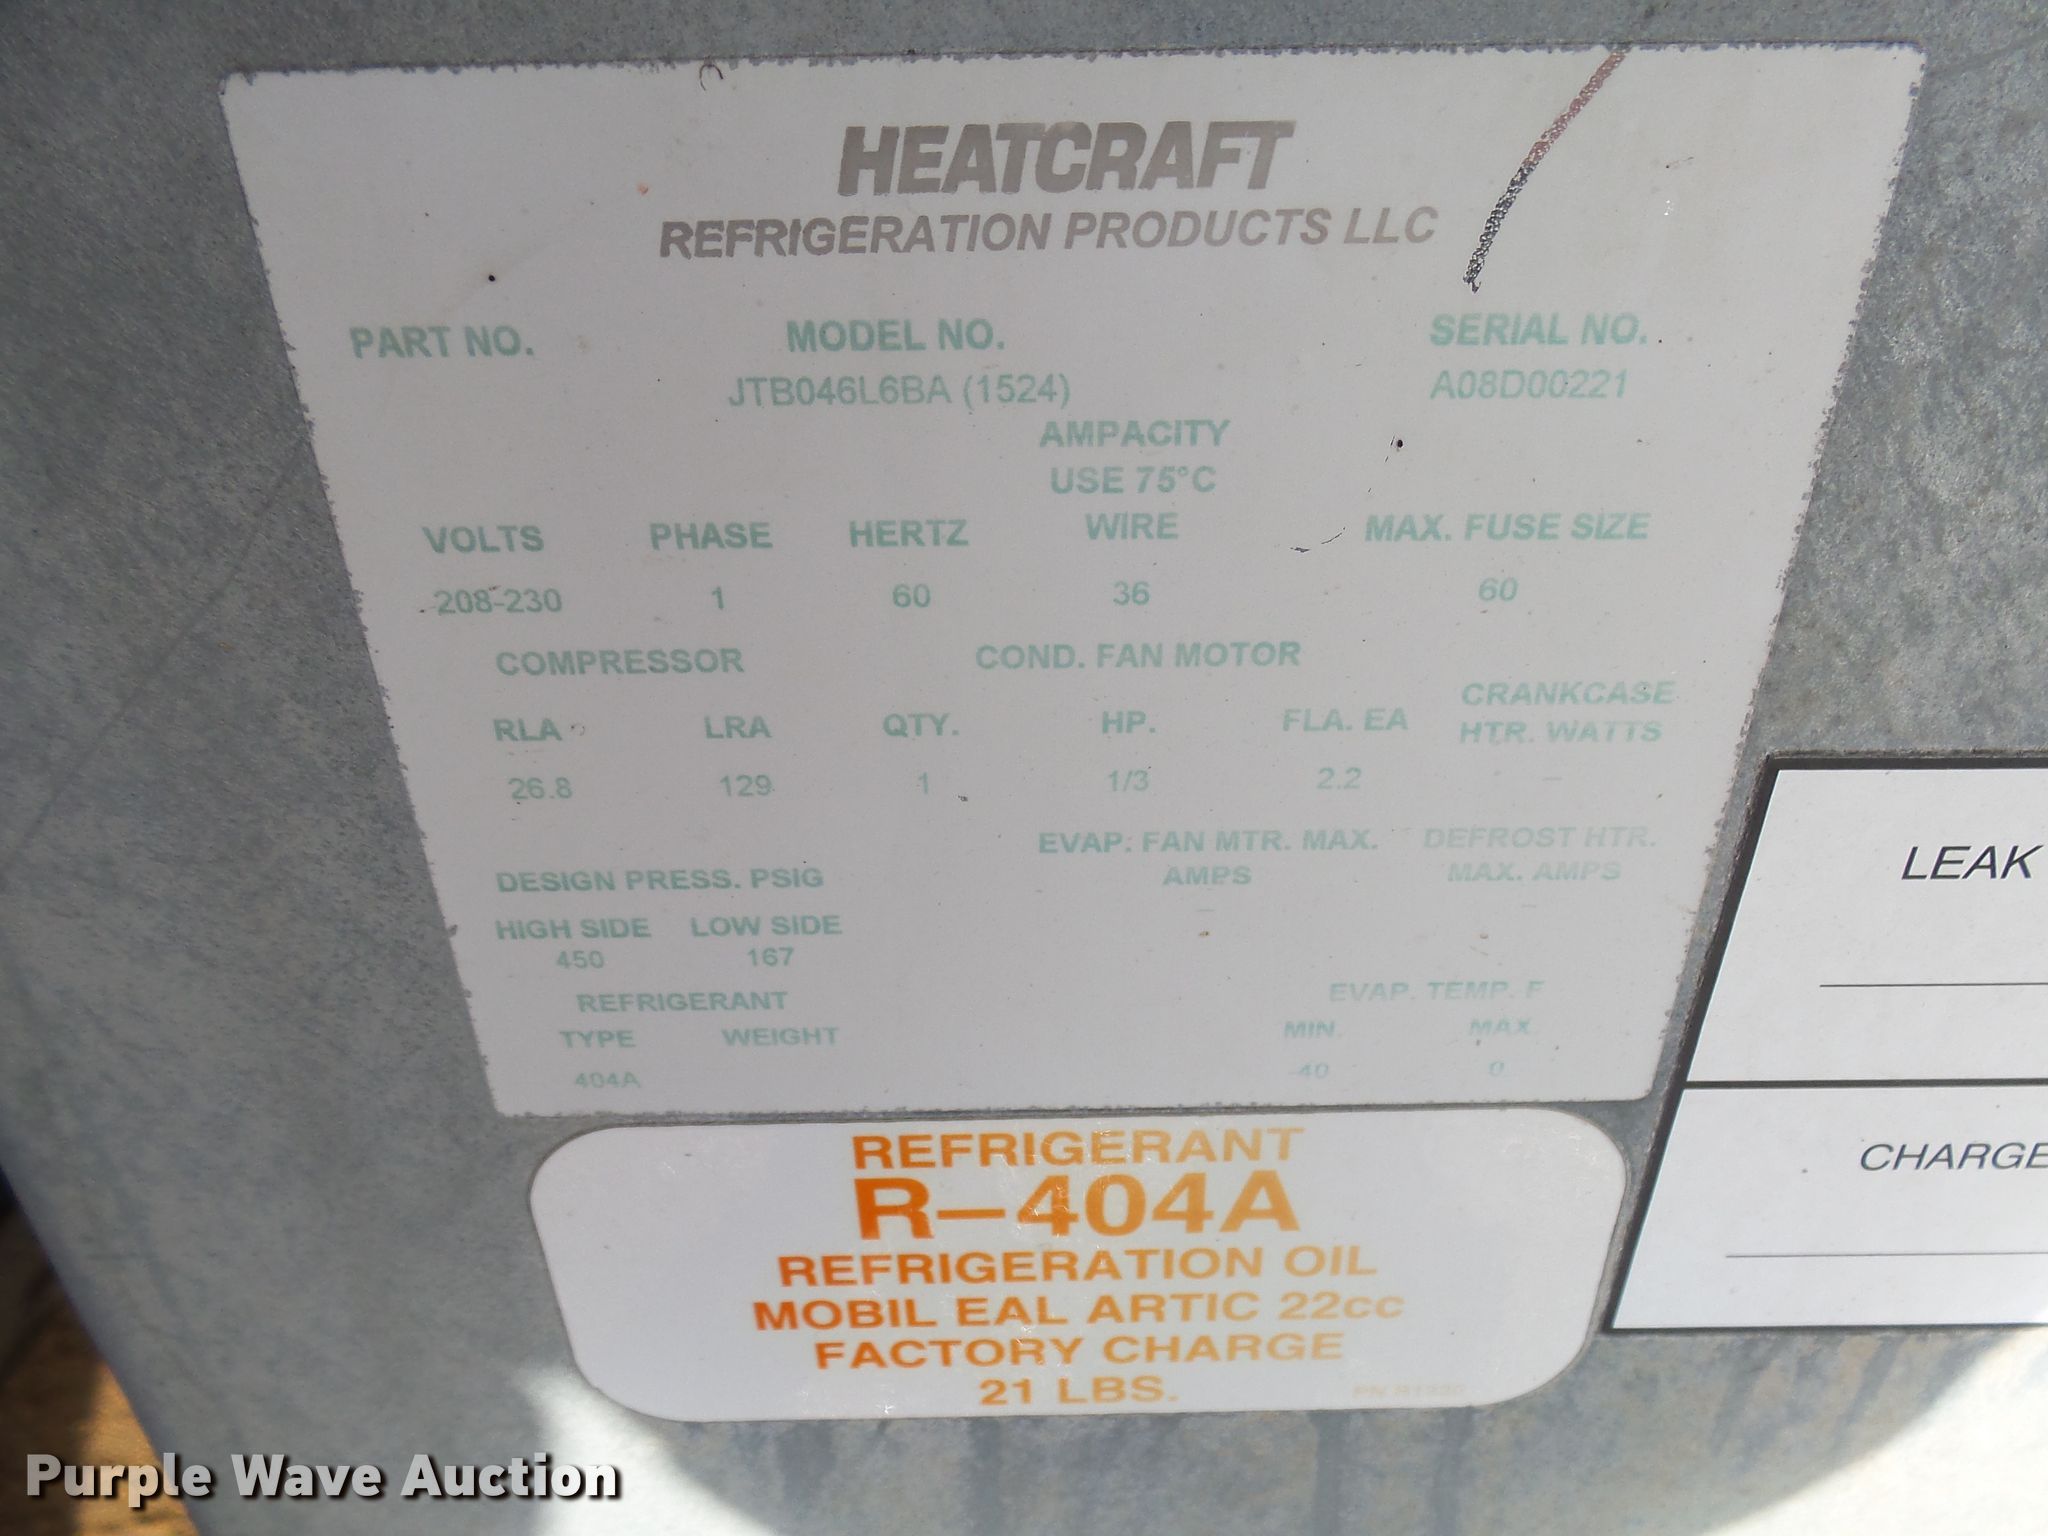 HEATCRAFT
REFRIGERATION PRODUCTS LLC
PART NO. MODEL NO. SERIAL NO.
JTB046L6BA (1524) A08D00221
AMPACITY
USE 75°C
VOLTS PHASE HERTZ WIRE MAX. FUSE SIZE
208-230 1 60 36 60
COMPRESSOR COND. FAN MOTOR
CRANKCASE
RLA LRA QTY. HP. FLA. EA HTR. WATTS
26.8 129 1 1/3 2.2 –
EVAP. FAN MTR. MAX. DEFROST HTR.
DESIGN PRESS. PSIG AMPS MAX. AMPS
HIGH SIDE LOW SIDE – –
450 167
REFRIGERANT EVAP. TEMP. F
TYPE WEIGHT MIN. MAX.
404A -40 0
REFRIGERANT
R-404A
REFRIGERATION OIL
MOBIL EAL ARTIC 22cc
FACTORY CHARGE
21 LBS.
LEAK
CHARGE
Purple Wave Auction